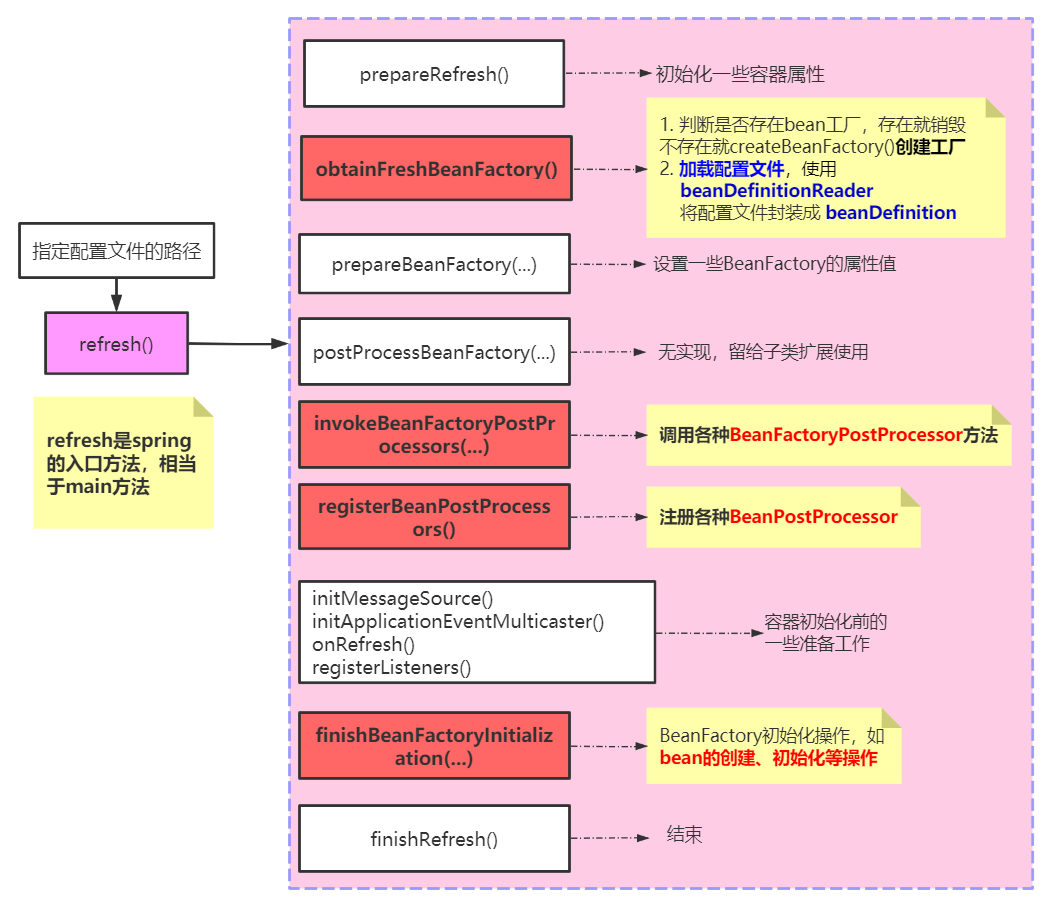 指定配置文件的路径
refresh()
refresh是spring
的入口方法，相当
于main方法
prepareRefresh()
初始化一些容器属性
obtainFreshBeanFactory()
1. 判断是否存在bean工厂，存在就销毁
不存在就createBeanFactory()创建工厂
2. 加载配置文件，使用
beanDefinitionReader
将配置文件封装成 beanDefinition
prepareBeanFactory(...)
设置一些BeanFactory的属性值
postProcessBeanFactory(...)
无实现，留给子类扩展使用
invokeBeanFactoryPostPr
ocessors(...)
调用各种BeanFactoryPostProcessor方法
registerBeanPostProcess
ors()
注册各种BeanPostProcessor
initMessageSource()
initApplicationEventMulticaster()
onRefresh()
registerListeners()
容器初始化前的
一些准备工作
finishBeanFactoryInitializ
ation(...)
BeanFactory初始化操作，如
bean的创建、初始化等操作
finishRefresh()
结束